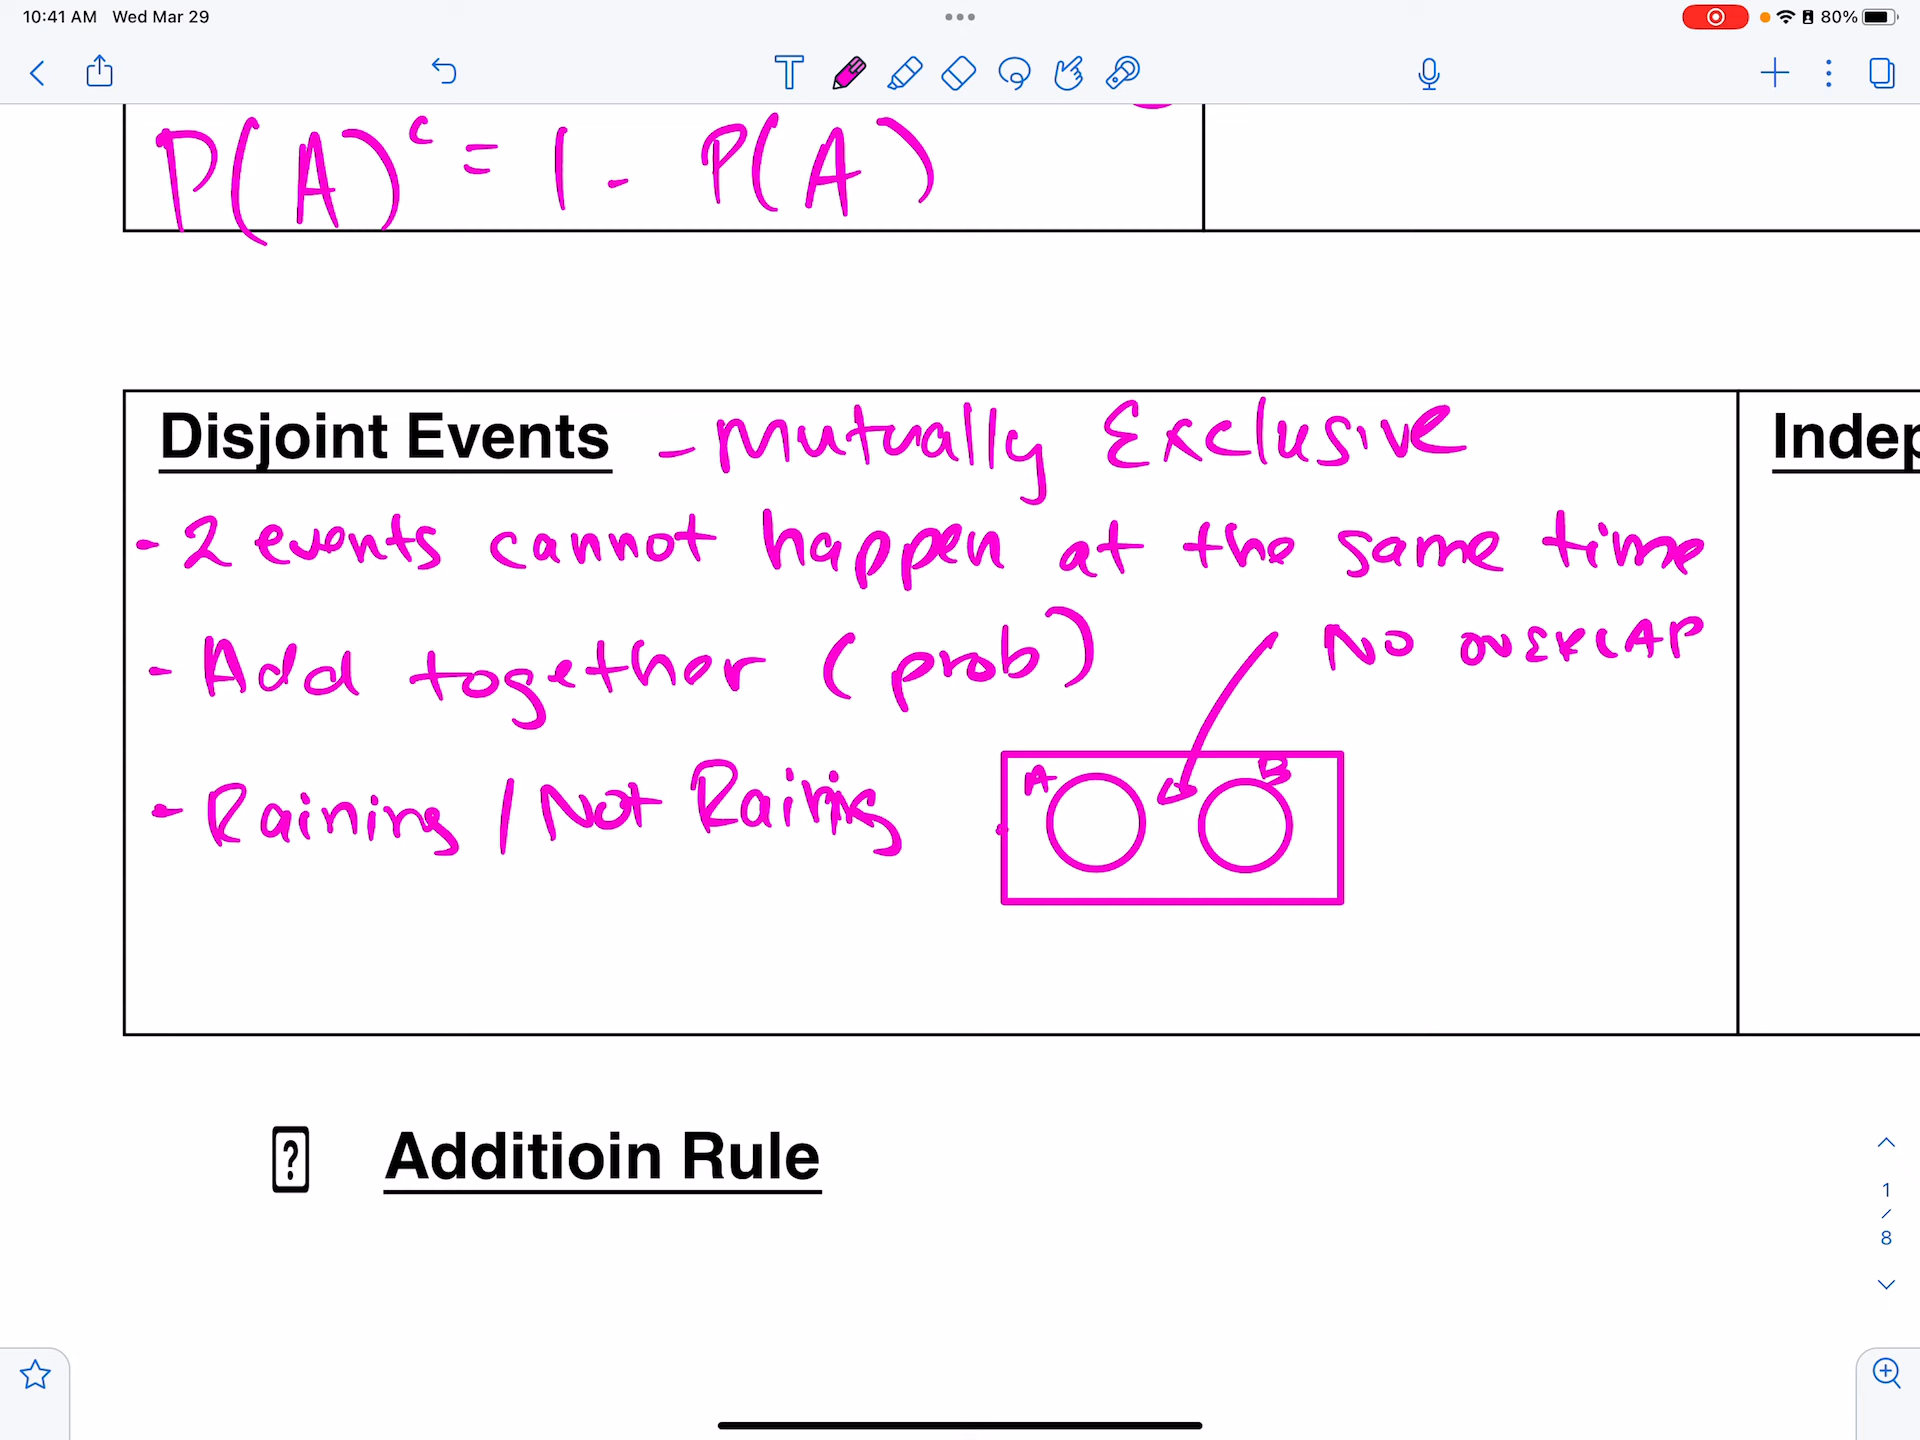 10:41 AM Wed Mar 29
80%
P(A)ᶜ = 1 - P(A)
Disjoint Events - Mutually Exclusive
Indep
- 2 events cannot happen at the same time
- Add together (prob)
NO OVERLAP
A B
- Raining / Not Raining
? Additioin Rule
1
/
8